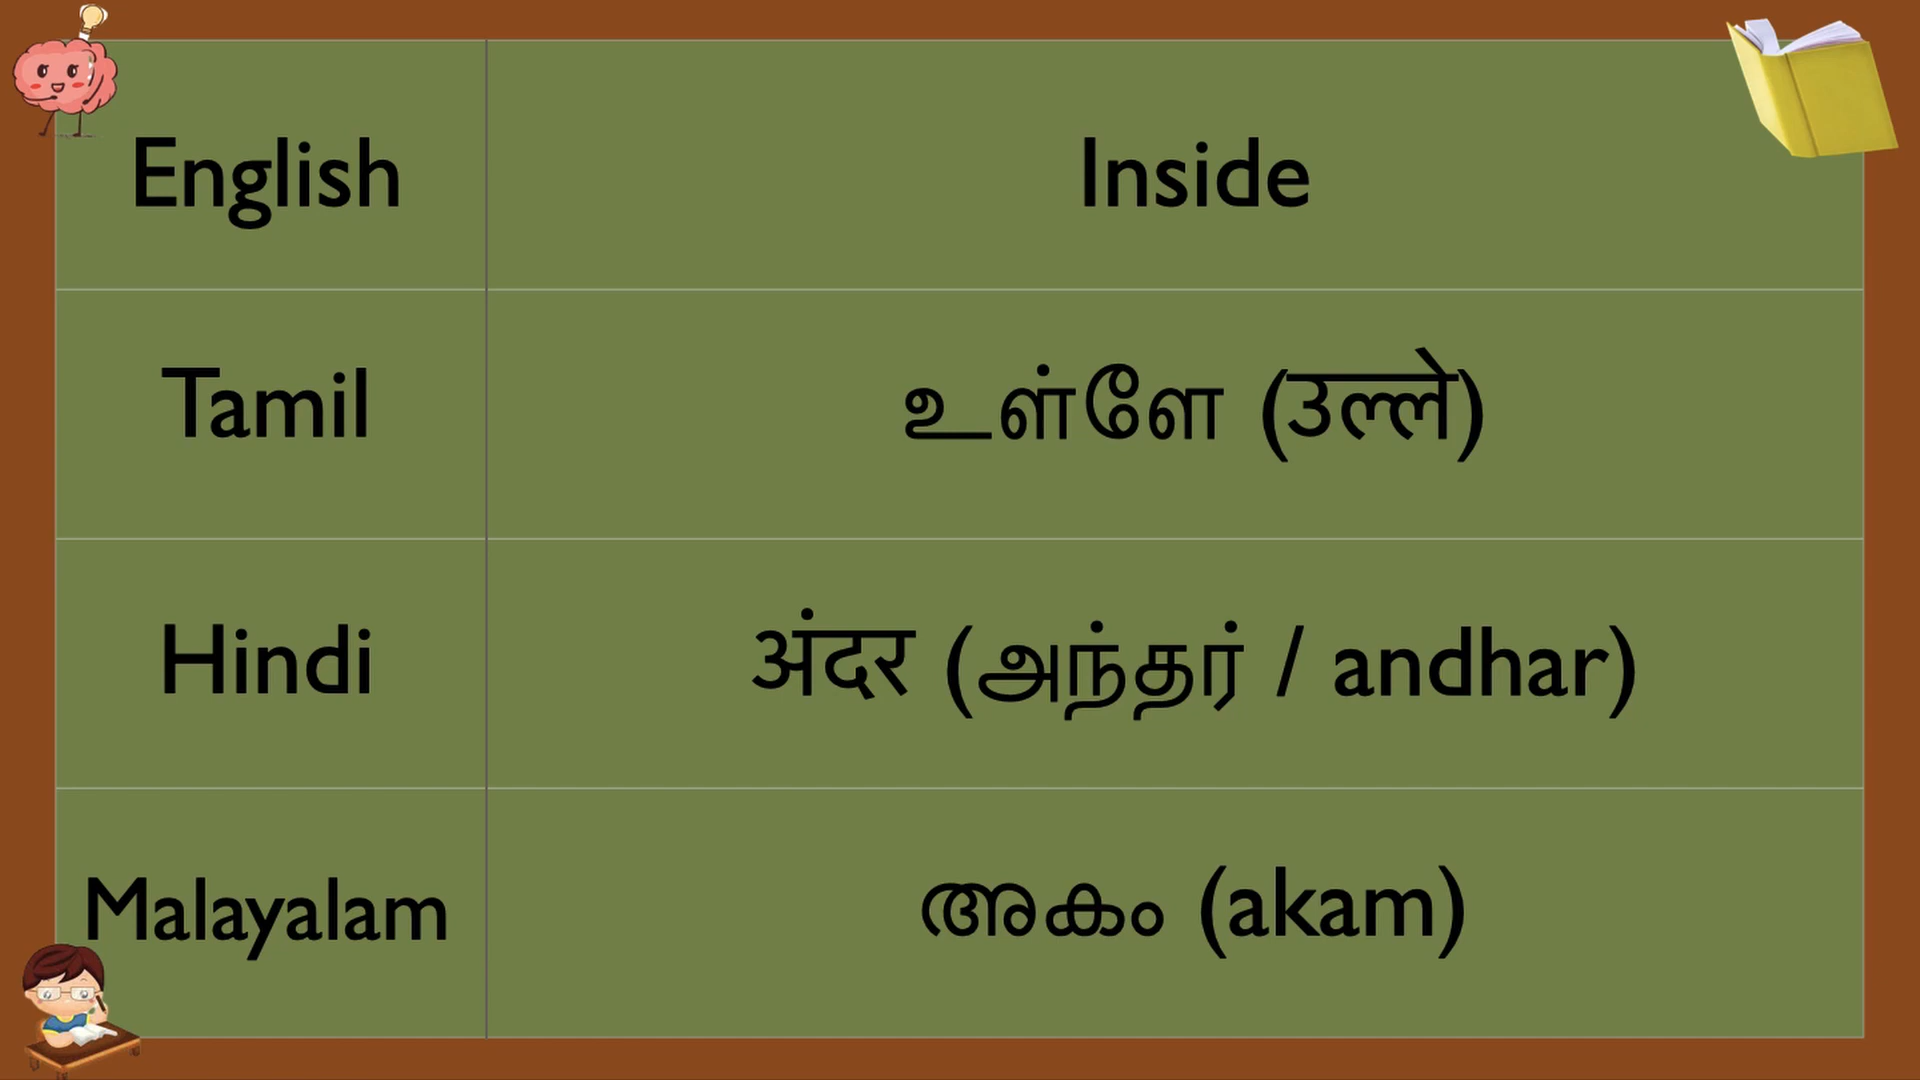 English Inside
Tamil உள்ளே (उल्ले)
Hindi अंदर (அந்தர் / andhar)
Malayalam അകം (akam)